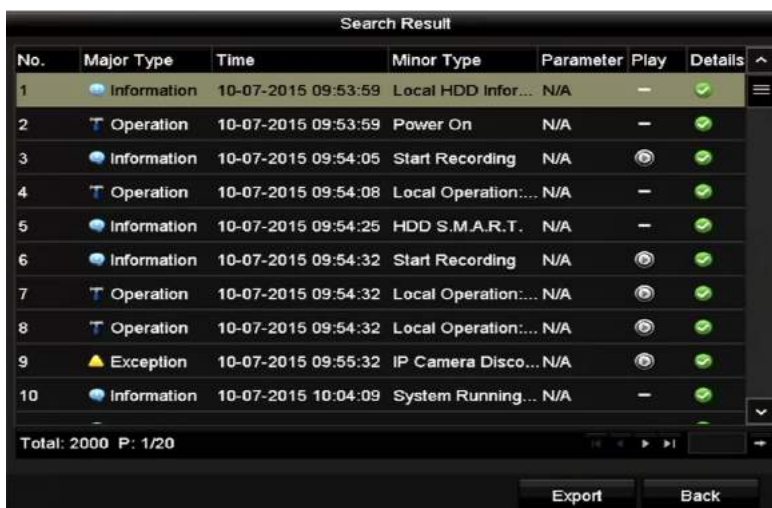 Search Result
No. Major Type Time Minor Type Parameter Play Details
1 Information 10-07-2015 09:53:59 Local HDD Infor... N/A
2 Operation 10-07-2015 09:53:59 Power On N/A
3 Information 10-07-2015 09:54:05 Start Recording N/A
4 Operation 10-07-2015 09:54:08 Local Operation:... N/A
5 Information 10-07-2015 09:54:25 HDD S.M.A.R.T. N/A
6 Information 10-07-2015 09:54:32 Start Recording N/A
7 Operation 10-07-2015 09:54:32 Local Operation:... N/A
8 Operation 10-07-2015 09:54:32 Local Operation:... N/A
9 Exception 10-07-2015 09:55:32 IP Camera Disco... N/A
10 Information 10-07-2015 10:04:09 System Running... N/A
Total: 2000 P: 1/20
Export Back